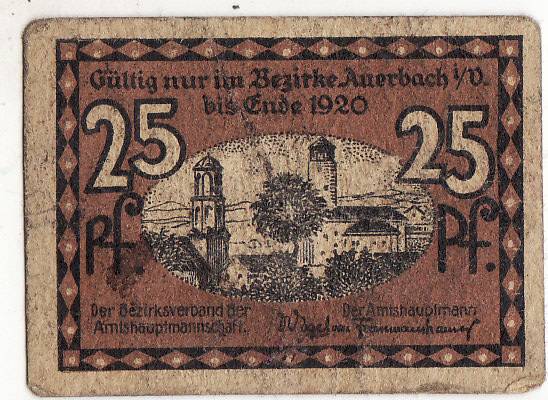 Gültig nur im Bezirke Auerbach i/V.
bis Ende 1920
25 25
Pf. Pf.
Der Bezirksverband der
Amtshauptmannschaft.
Der Amtshauptmann